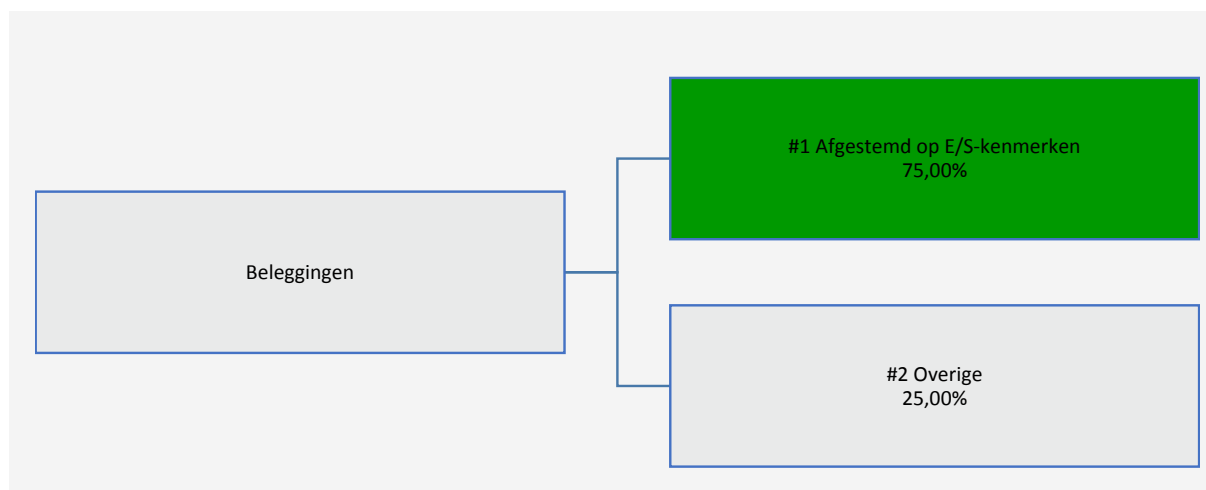 #1 Afgestemd op E/S-kenmerken
75,00%
Beleggingen
#2 Overige
25,00%